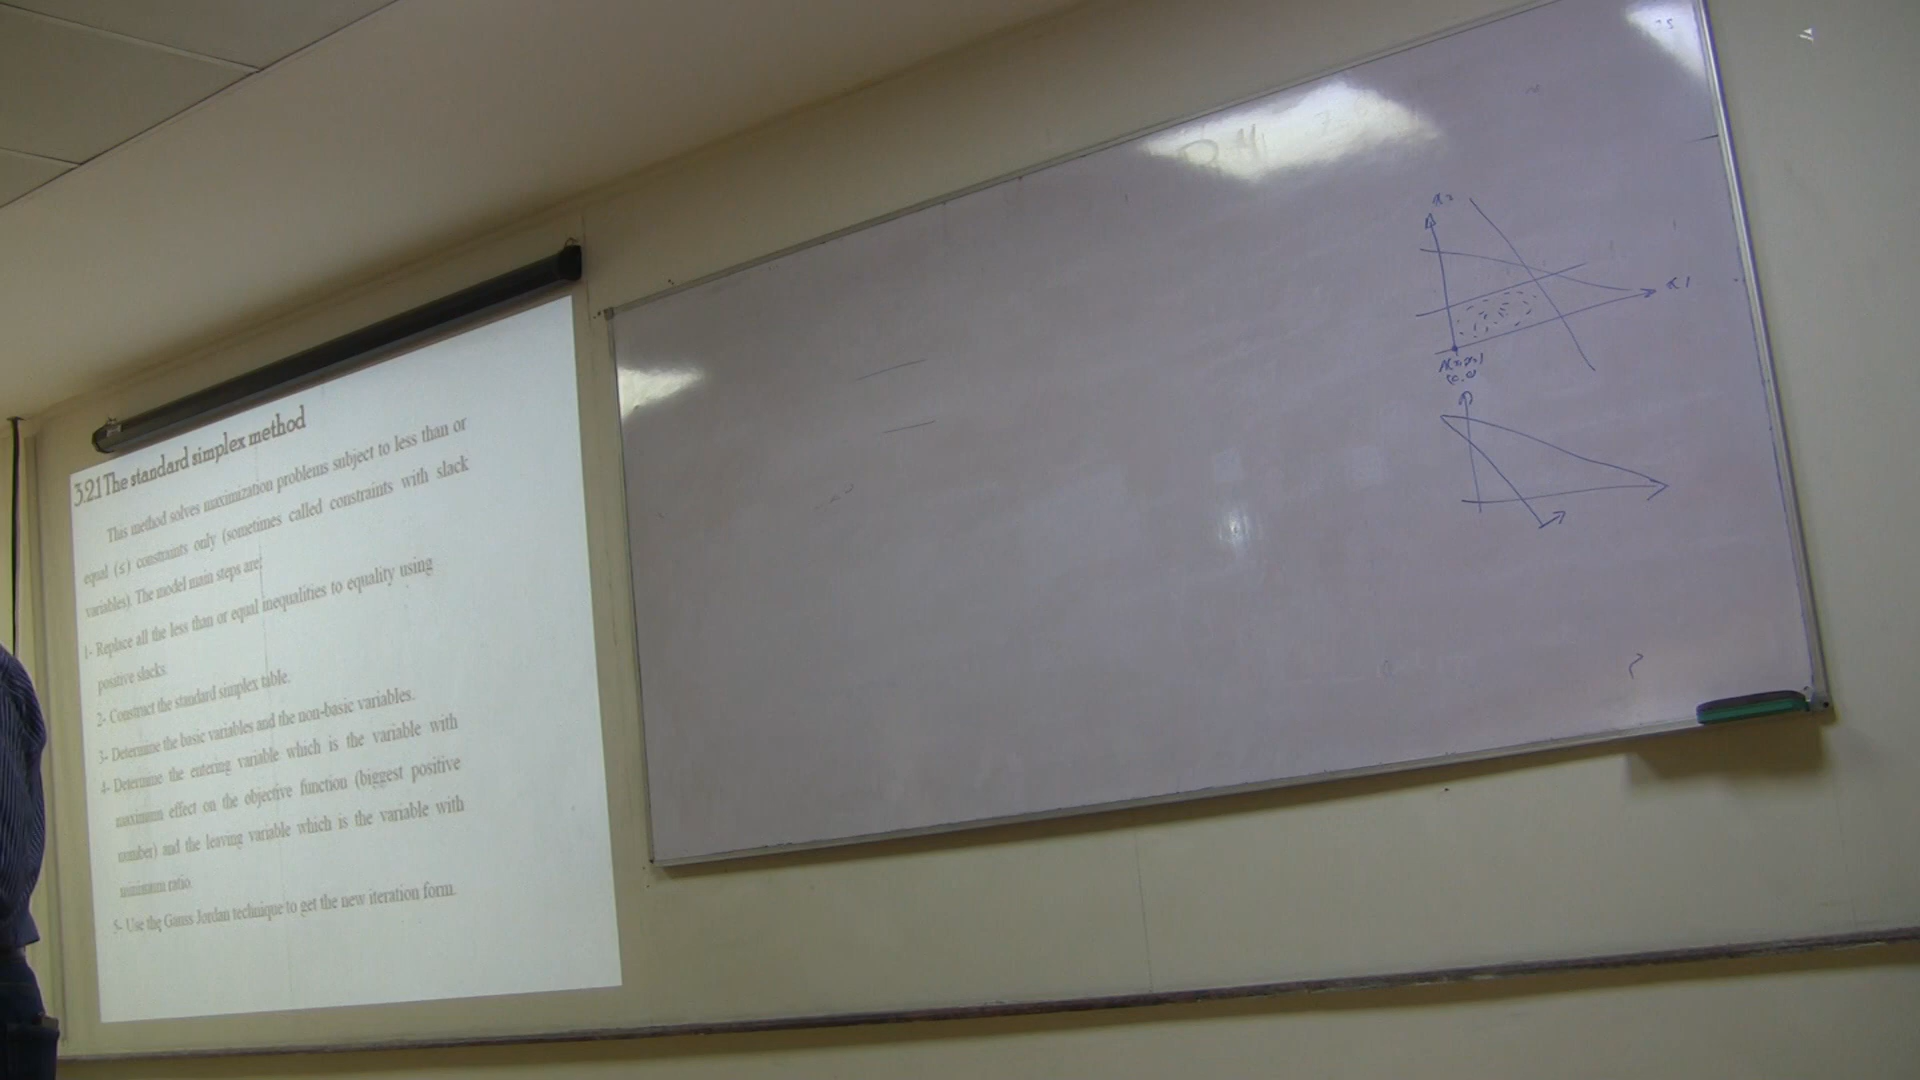 3.2.1 The standard simplex method
This method solves maximization problems subject to less than or
equal (≤) constraints only (sometimes called constraints with slack
variables). The model main steps are:
1- Replace all the less than or equal inequalities to equality using
positive slacks.
2- Construct the standard simplex table.
3- Determine the basic variables and the non-basic variables.
4- Determine the entering variable which is the variable with
maximum effect on the objective function (biggest positive
number) and the leaving variable which is the variable with
minimum ratio.
5- Use the Gauss Jordan technique to get the new iteration form.
x2
x1